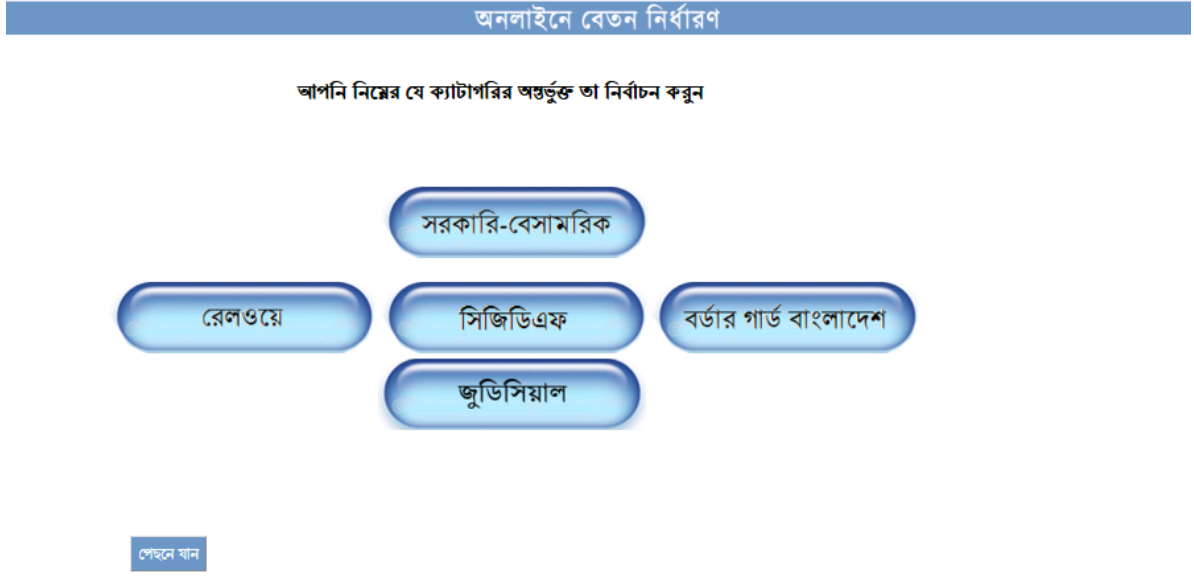 অনলাইনে বেতন নির্ধারণ
আপনি নিম্নের যে ক্যাটাগরির অন্তর্ভুক্ত তা নির্বাচন করুন
সরকারি-বেসামরিক
রেলওয়ে
সিজিডিএফ
বর্ডার গার্ড বাংলাদেশ
জুডিসিয়াল
পেছনে যান